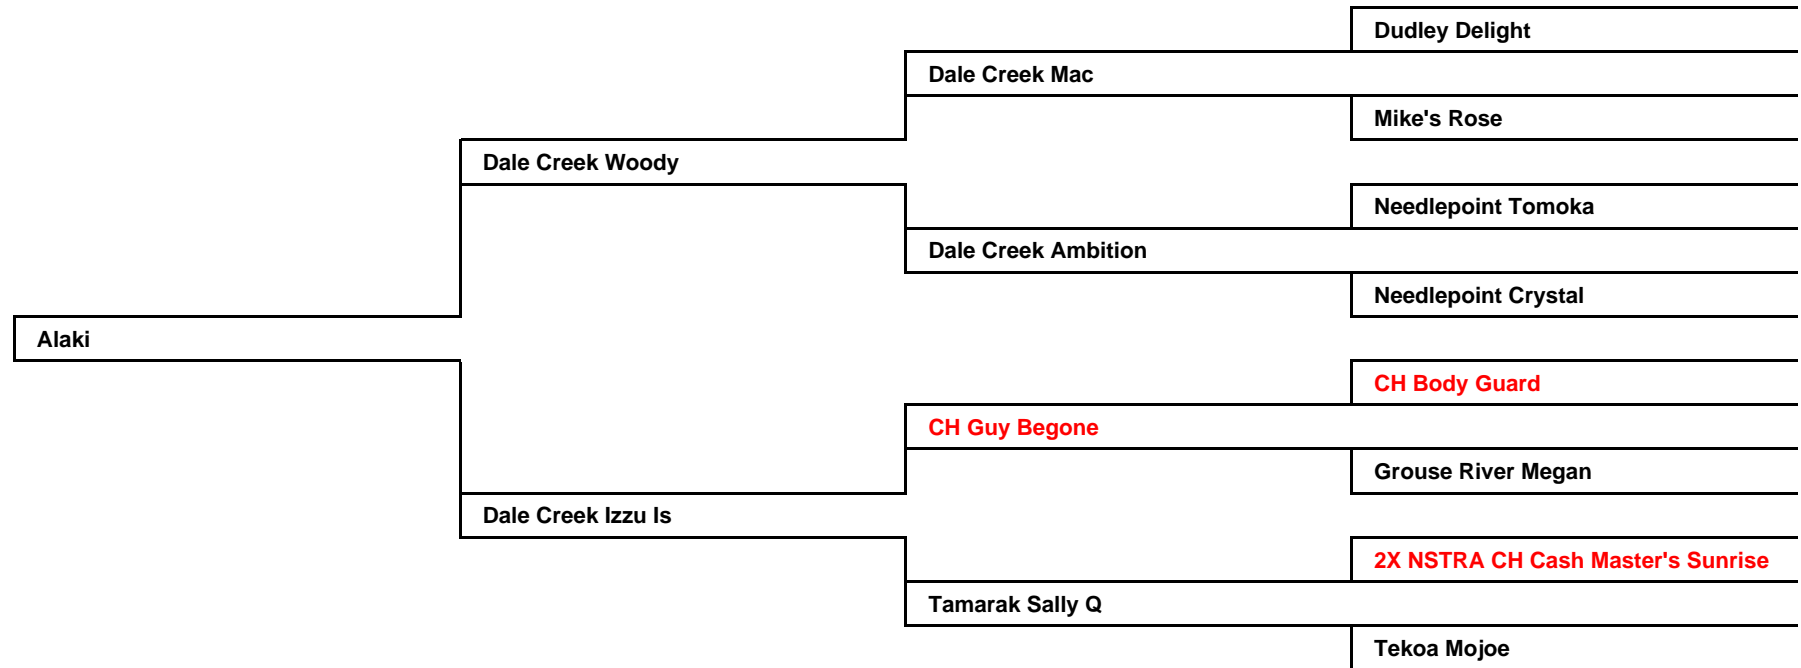 Dudley Delight
Dale Creek Mac
Mike's Rose
Dale Creek Woody
Needlepoint Tomoka
Dale Creek Ambition
Needlepoint Crystal
Alaki
CH Body Guard
CH Guy Begone
Grouse River Megan
Dale Creek Izzu Is
2X NSTRA CH Cash Master's Sunrise
Tamarak Sally Q
Tekoa Mojoe